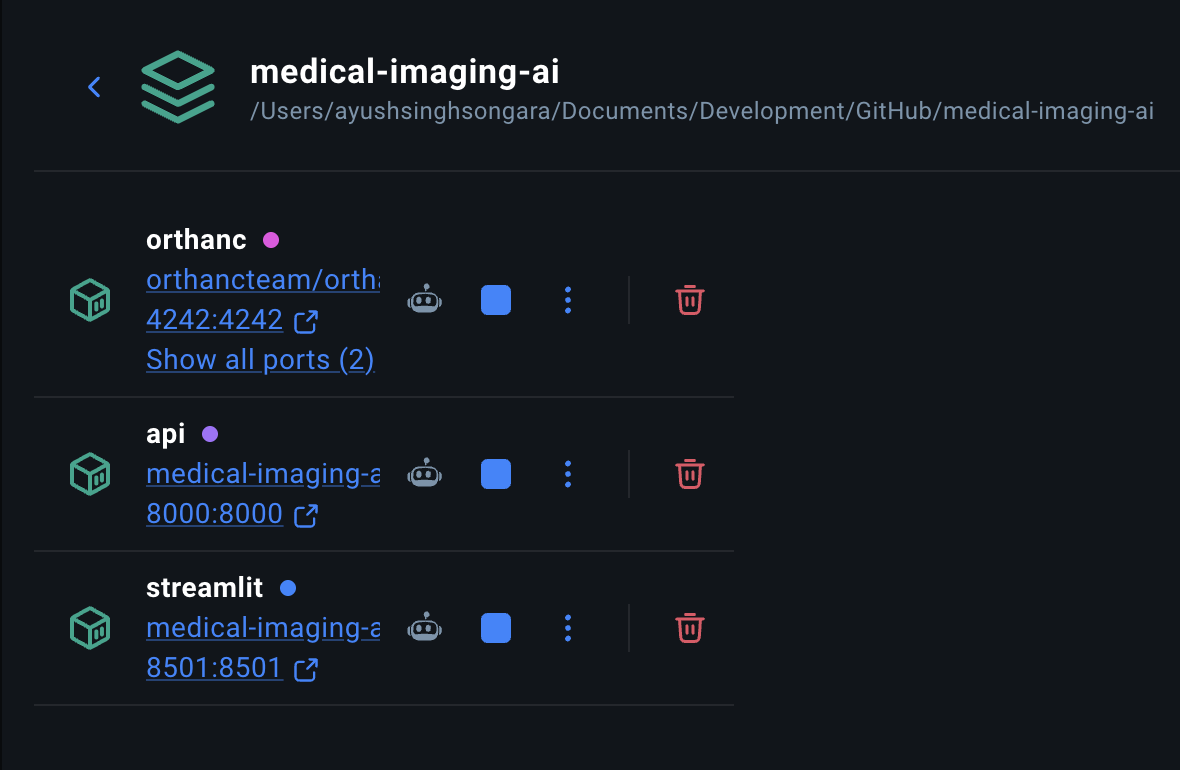 medical-imaging-ai
/Users/ayushsinghsongara/Documents/Development/GitHub/medical-imaging-ai
orthanc
orthancteam/ortha
4242:4242
Show all ports (2)
api
medical-imaging-a
8000:8000
streamlit
medical-imaging-a
8501:8501